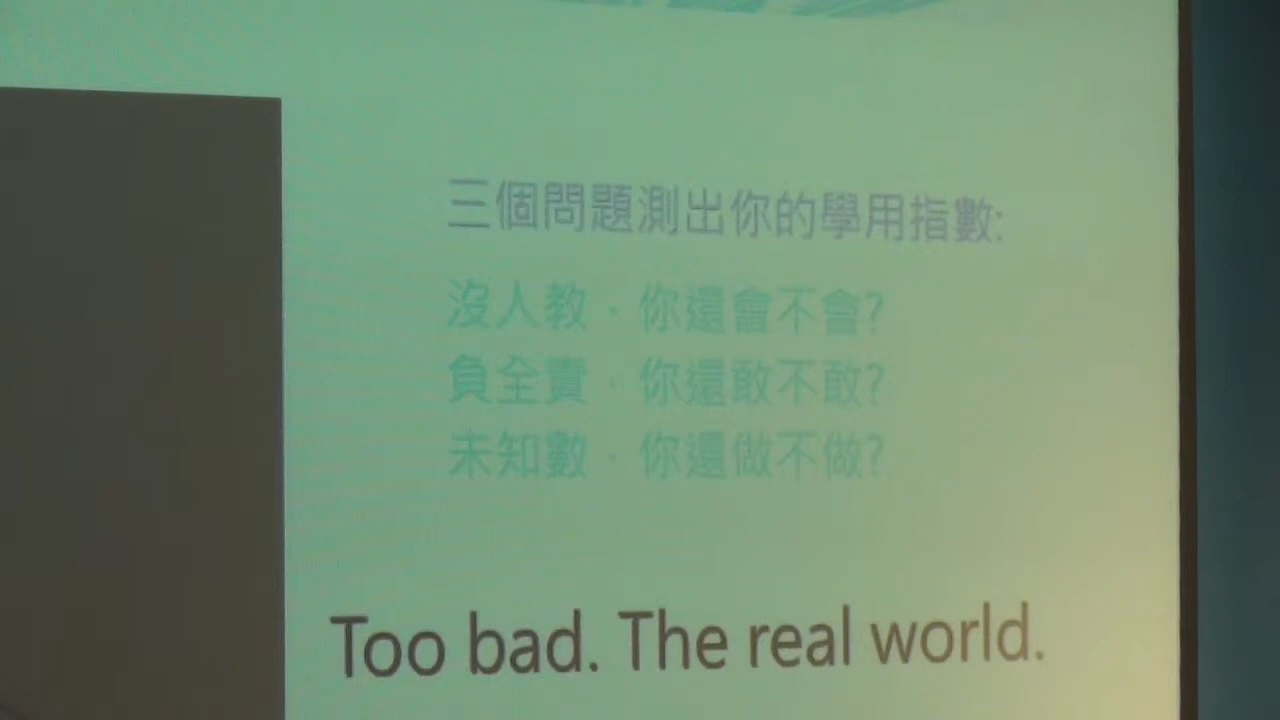 三個問題測出你的學用指數:
沒人教，你還會不會?
負全責，你還敢不敢?
未知數，你還做不做?
Too bad. The real world.